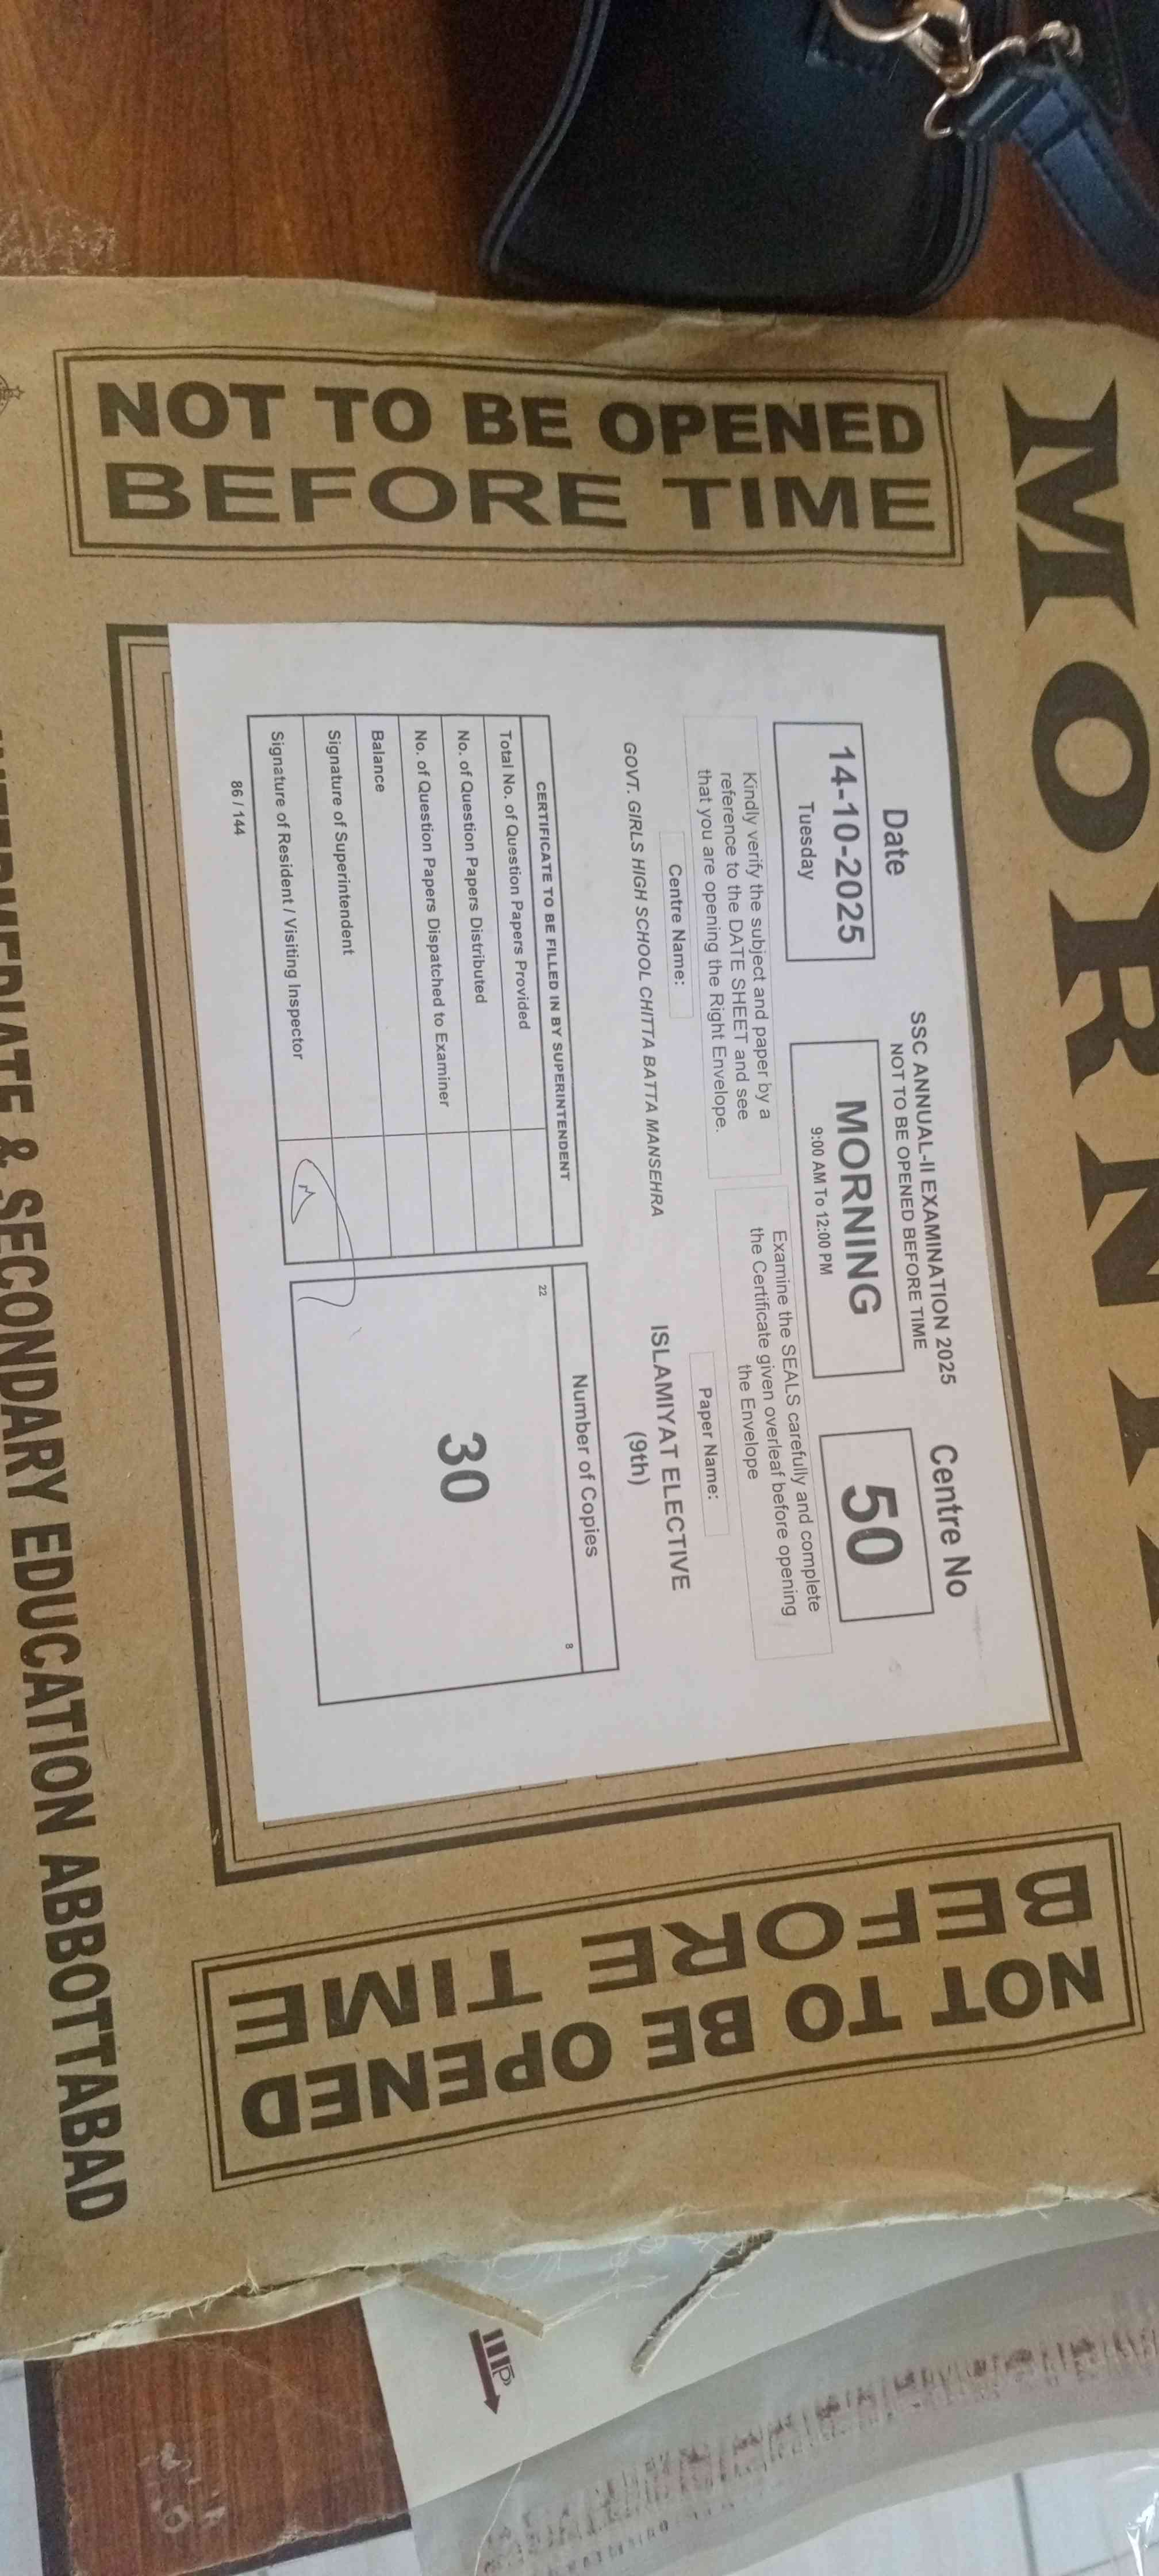 MORNING
NOT TO BE OPENED
BEFORE TIME
SSC ANNUAL-II EXAMINATION 2025
NOT TO BE OPENED BEFORE TIME
Date
14-10-2025
Tuesday
MORNING
9:00 AM To 12:00 PM
Centre No
50
Kindly verify the subject and paper by a
reference to the DATE SHEET and see
that you are opening the Right Envelope.
Examine the SEALS carefully and complete
the Certificate given overleaf before opening
the Envelope
Centre Name:
GOVT. GIRLS HIGH SCHOOL CHITTA BATTA MANSEHRA
Paper Name:
ISLAMIYAT ELECTIVE
(9th)
CERTIFICATE TO BE FILLED IN BY SUPERINTENDENT
Total No. of Question Papers Provided
No. of Question Papers Distributed
No. of Question Papers Dispatched to Examiner
Balance
Signature of Superintendent
Signature of Resident / Visiting Inspector
Number of Copies
22
8
30
86 / 144
NOT TO BE OPENED
BEFORE TIME
INTERMEDIATE & SECONDARY EDUCATION ABBOTTABAD